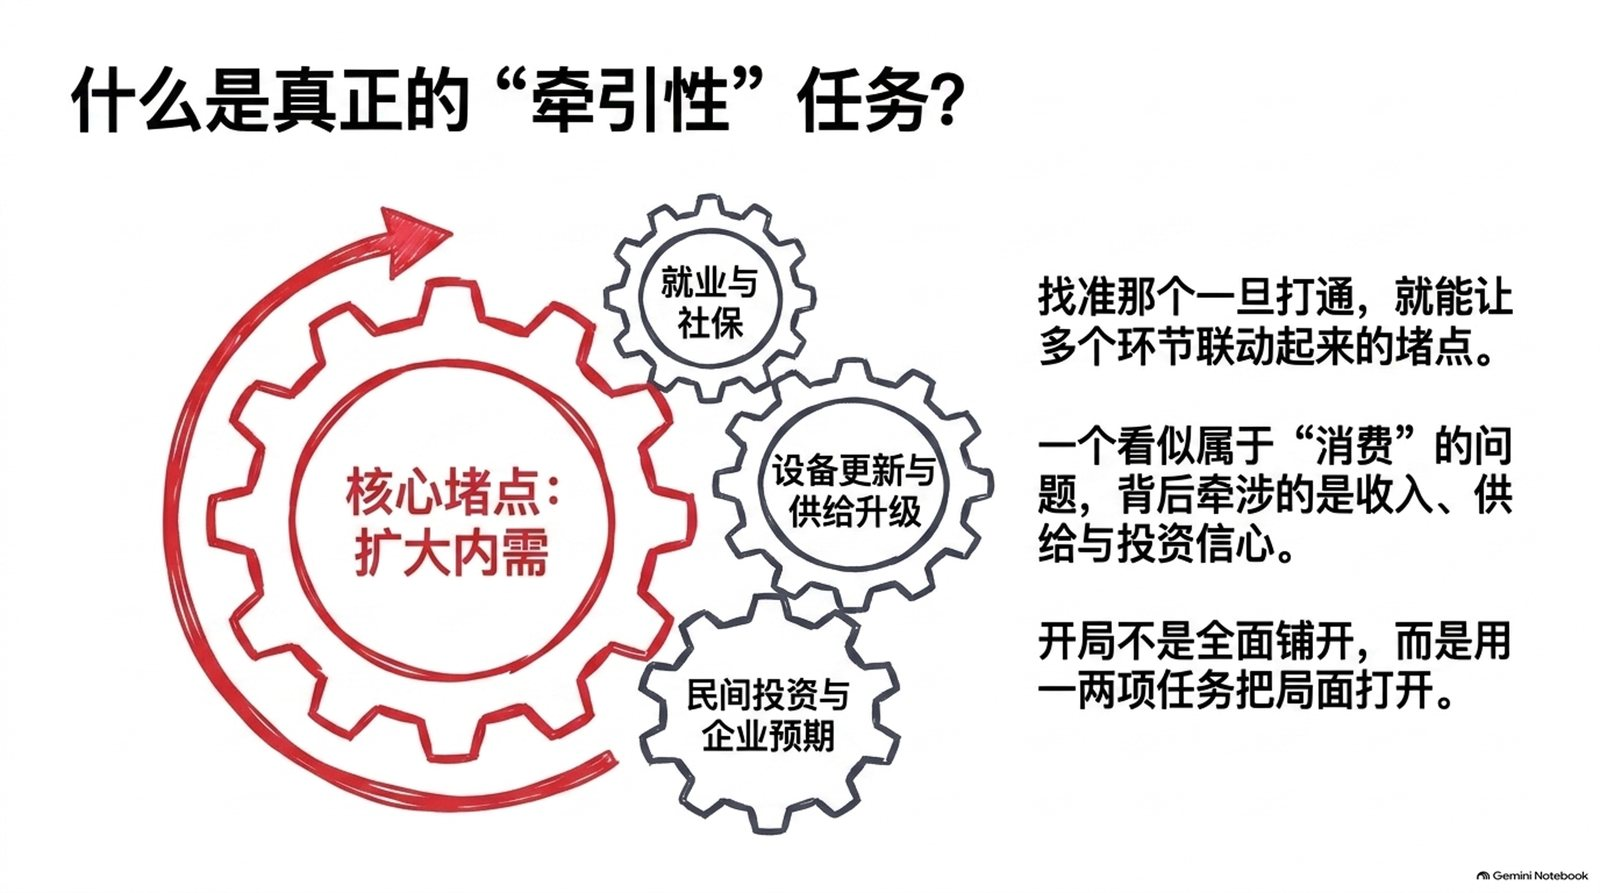 什么是真正的“牵引性”任务?
就业与
社保
设备更新与
供给升级
核心堵点:
扩大内需
民间投资与
企业预期
找准那个一旦打通，就能让
多个环节联动起来的堵点。
一个看似属于“消费”的问
题，背后牵涉的是收入、供
给与投资信心。
开局不是全面铺开，而是用
一两项任务把局面打开。
Gemini Notebook